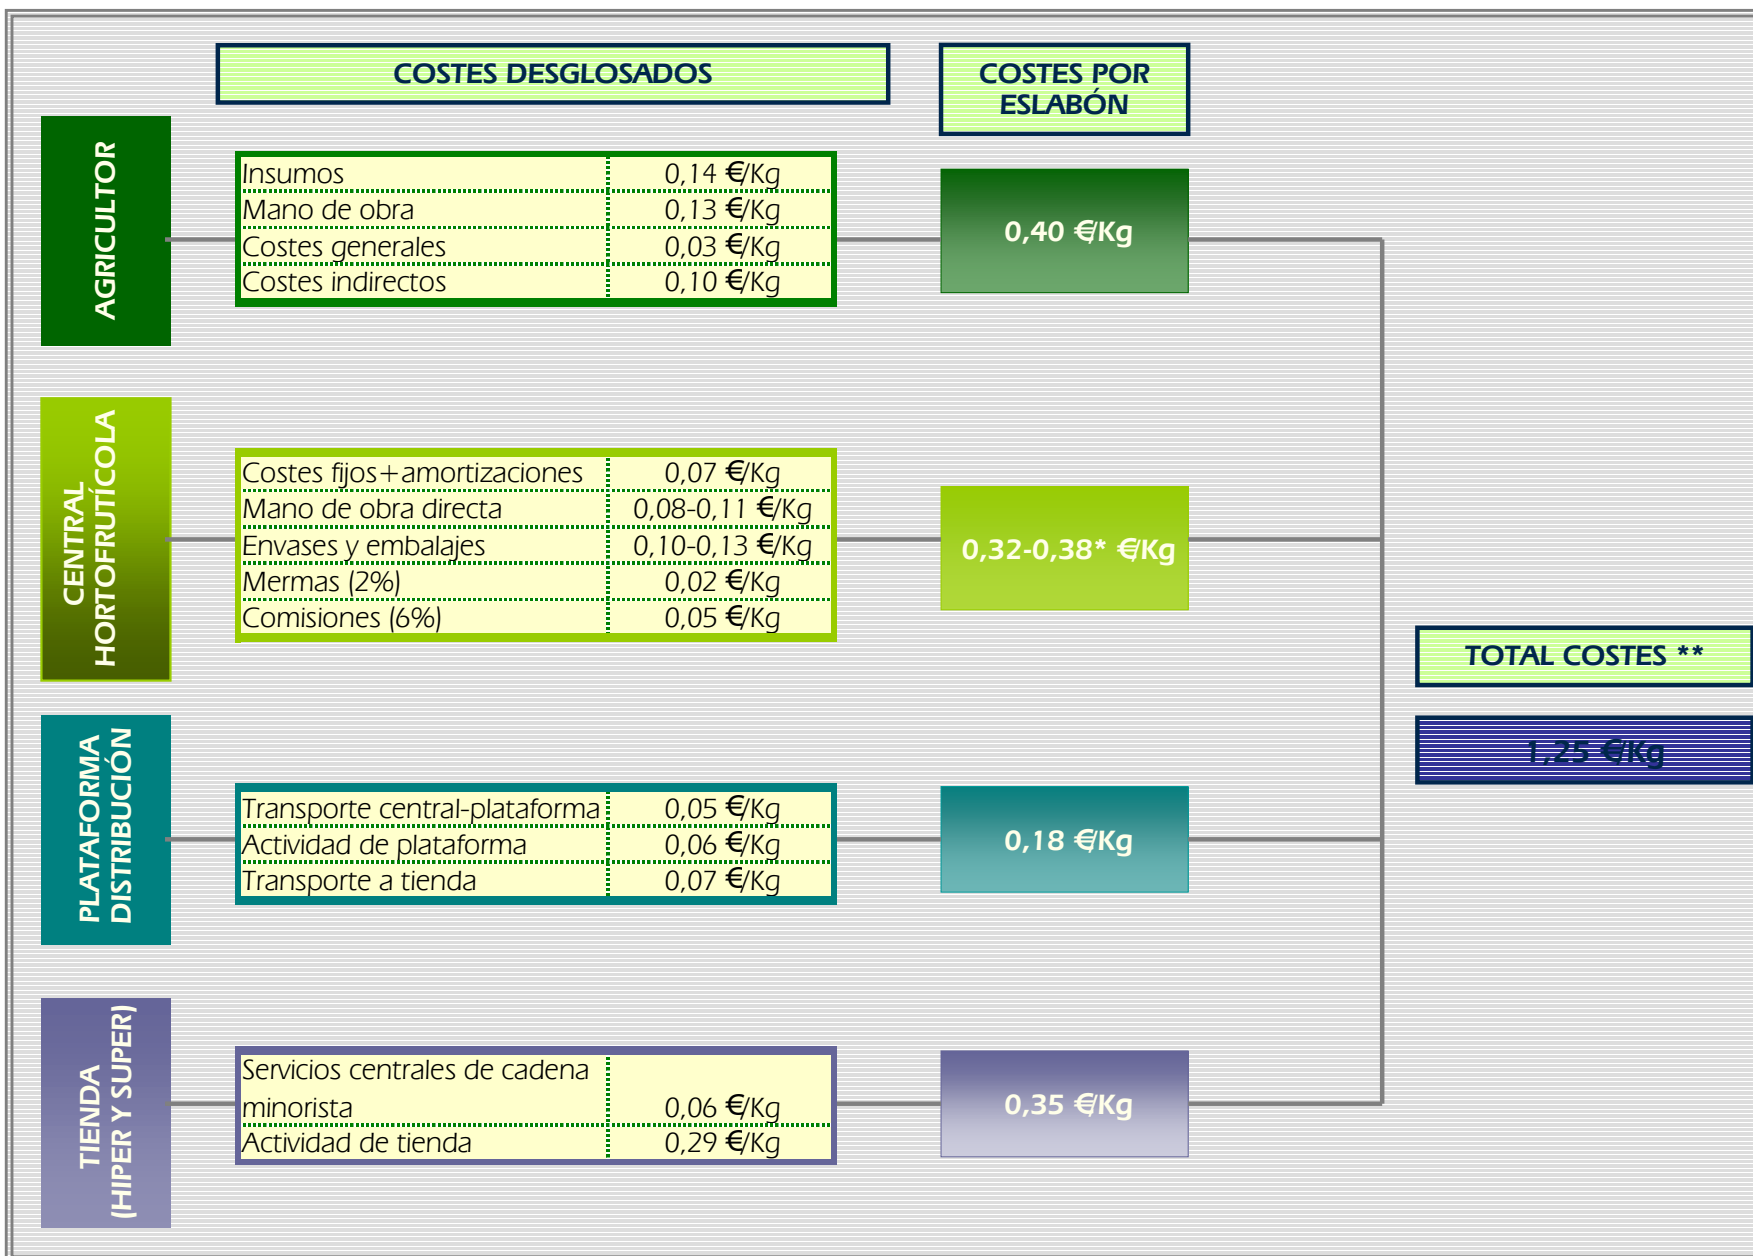 COSTES DESGLOSADOS
COSTES POR
ESLABÓN
AGRICULTOR
Insumos 0,14 €/Kg
Mano de obra 0,13 €/Kg
Costes generales 0,03 €/Kg
Costes indirectos 0,10 €/Kg
0,40 €/Kg
CENTRAL
HORTOFRUTÍCOLA
Costes fijos+amortizaciones 0,07 €/Kg
Mano de obra directa 0,08-0,11 €/Kg
Envases y embalajes 0,10-0,13 €/Kg
Mermas (2%) 0,02 €/Kg
Comisiones (6%) 0,05 €/Kg
0,32-0,38* €/Kg
TOTAL COSTES **
1,25 €/Kg
PLATAFORMA
DISTRIBUCIÓN
Transporte central-plataforma 0,05 €/Kg
Actividad de plataforma 0,06 €/Kg
Transporte a tienda 0,07 €/Kg
0,18 €/Kg
TIENDA
(HIPER Y SUPER)
Servicios centrales de cadena
minorista 0,06 €/Kg
Actividad de tienda 0,29 €/Kg
0,35 €/Kg